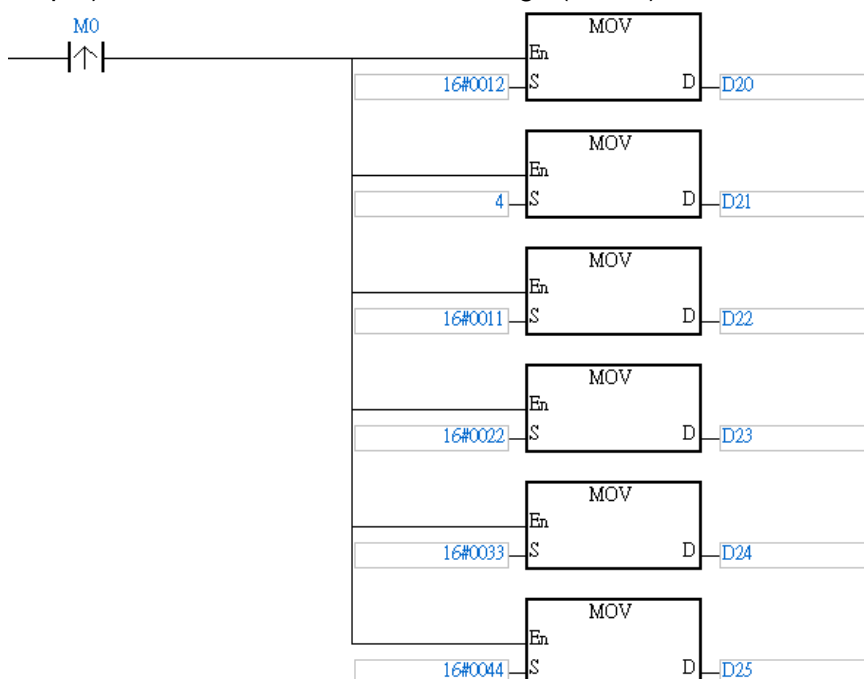 M0
MOV
En
16#0012 S D D20
MOV
En
4 S D D21
MOV
En
16#0011 S D D22
MOV
En
16#0022 S D D23
MOV
En
16#0033 S D D24
MOV
En
16#0044 S D D25